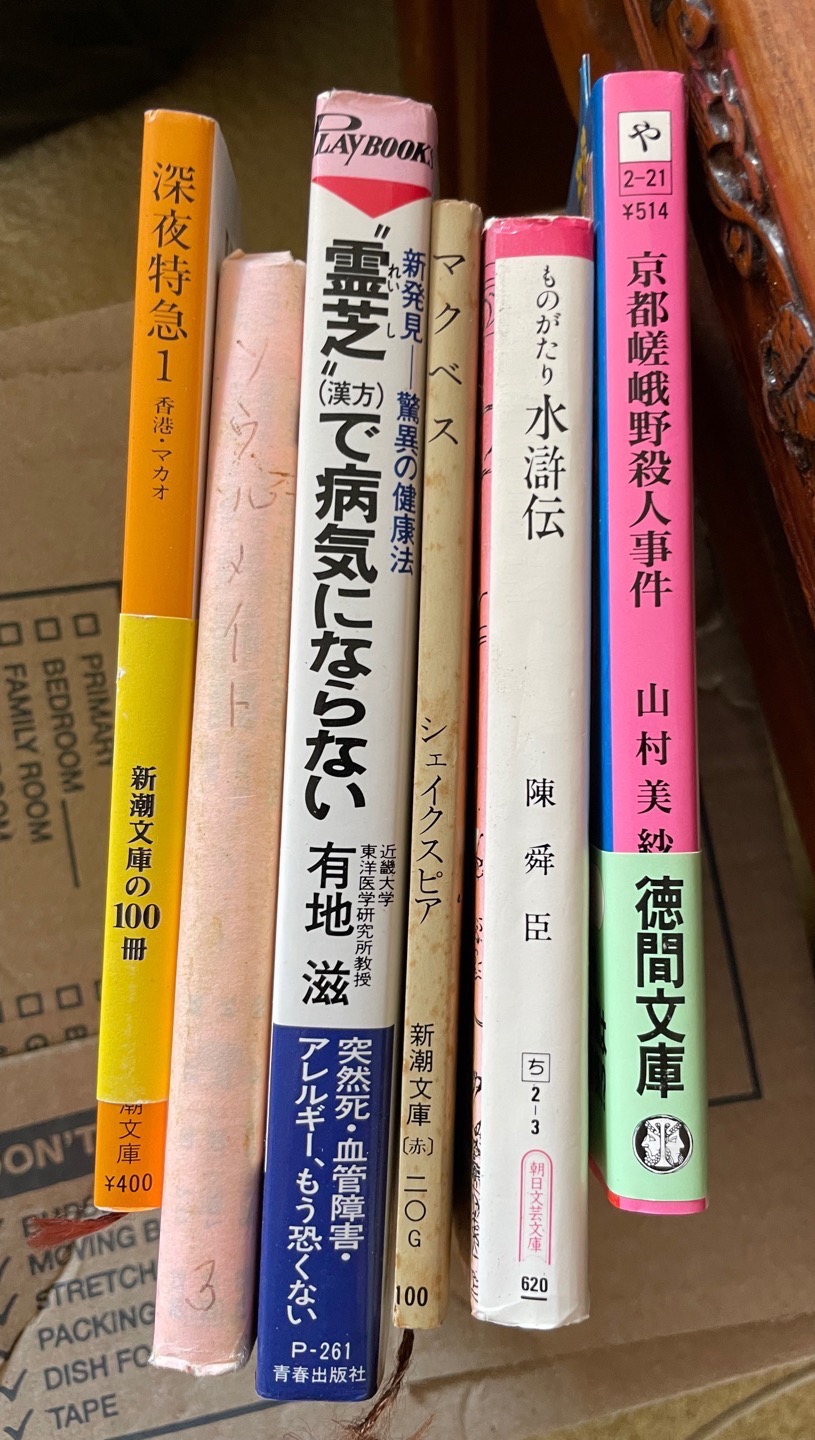 深夜特急1
香港・マカオ
新潮文庫の100冊
潮文庫
¥400
ソウルメイト
3
PLAYBOOKS
新発見―驚異の健康法
"霊芝"(漢方)で病気にならない
れいし
近畿大学
東洋医学研究所教授
有地 滋
突然死・血管障害・
アレルギー、もう恐くない
P-261
青春出版社
マクベス
シェイクスピア
新潮文庫
〔赤〕
二〇G
100
ものがたり
水滸伝
陳舜臣
ち
2-3
朝日文芸文庫
620
や
2-21
¥514
京都嵯峨野殺人事件
山村美紗
徳間文庫
PRIMARY
BEDROOM
FAMILY ROOM
DON'T
MOVING B
STRETCH
PACKING
DISH FO
TAPE